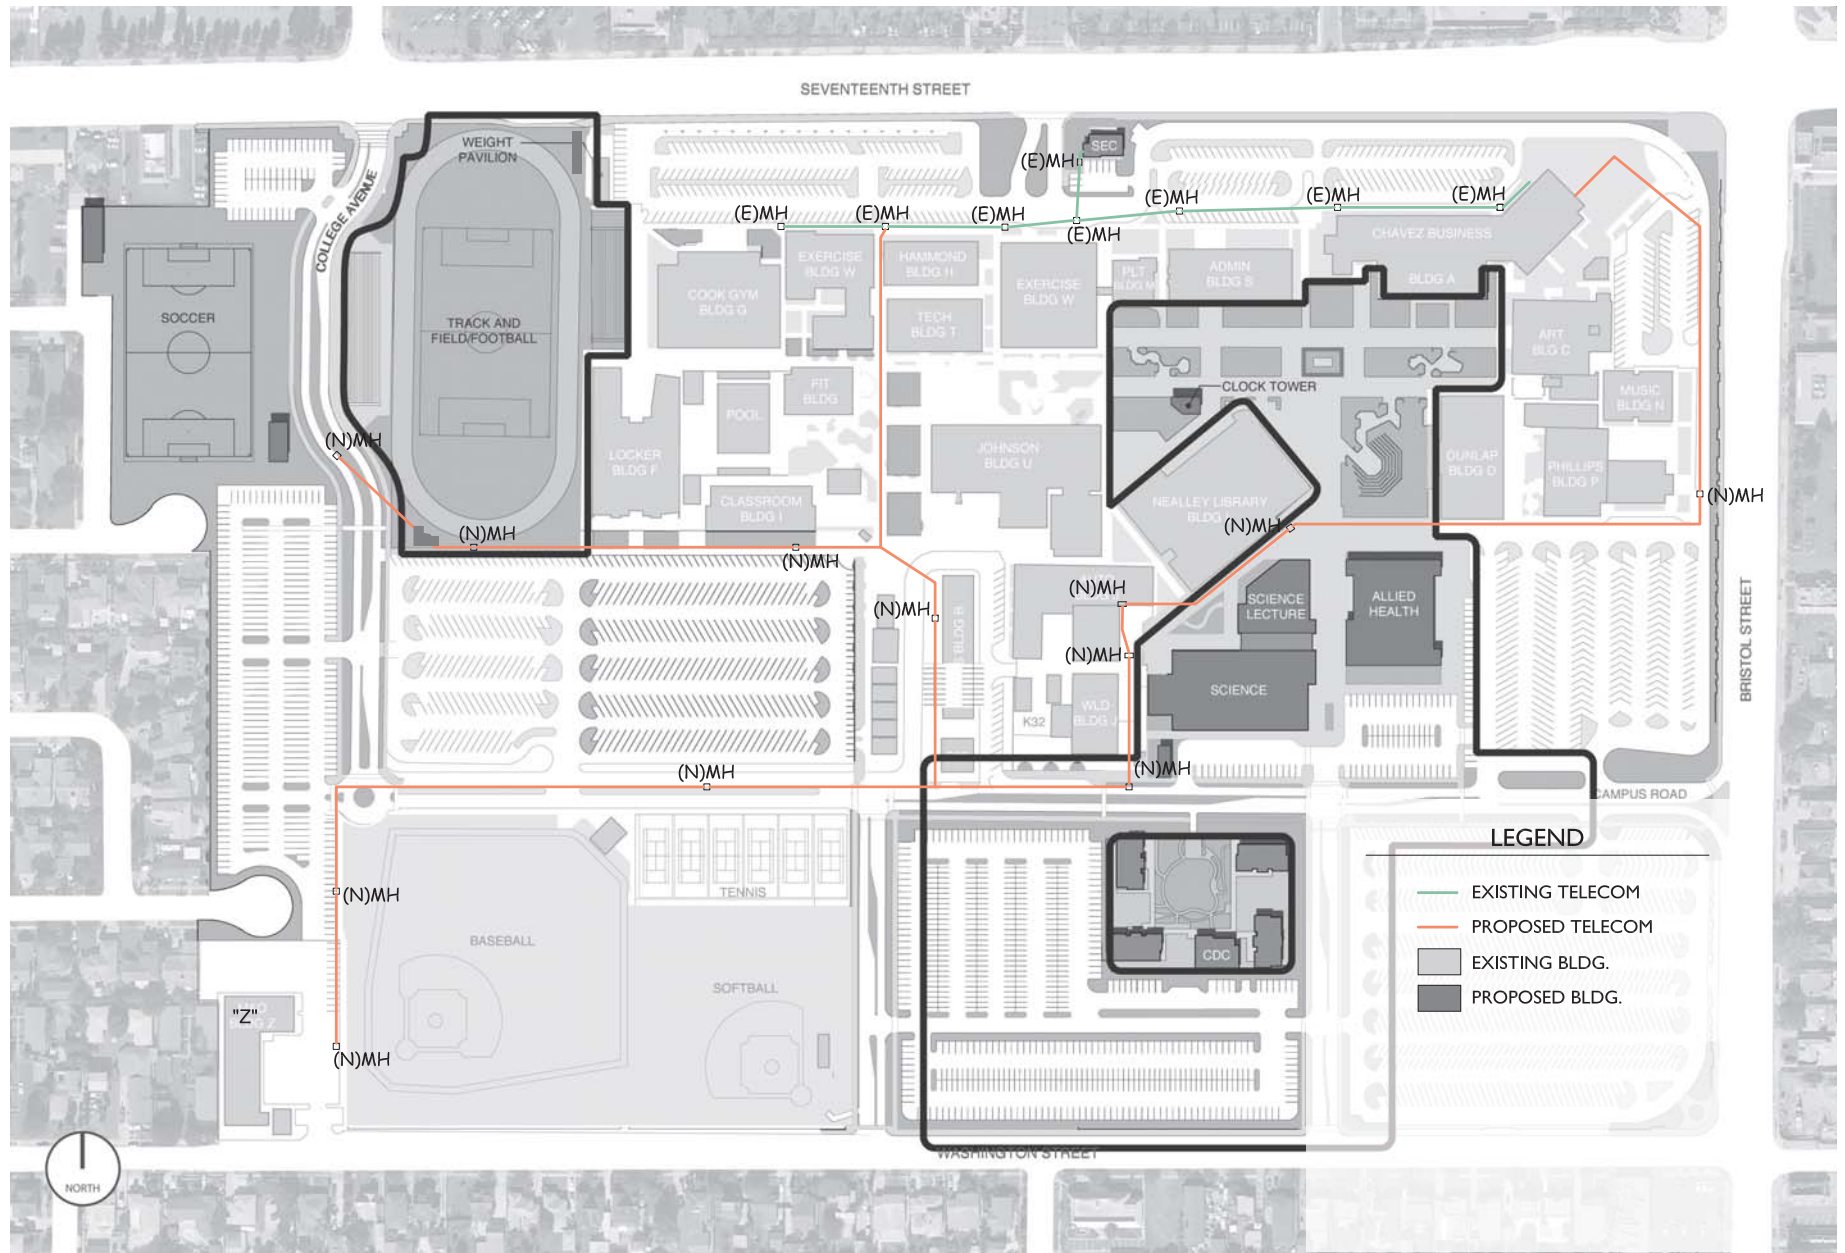 SEVENTEENTH STREET
WEIGHT
PAVILION
SEC
(E)MH
COLLEGE AVENUE
(E)MH
(E)MH
(E)MH
(E)MH
(E)MH
(E)MH
(E)MH
CHAVEZ BUSINESS
BLDG A
EXERCISE
BLDG W
HAMMOND
BLDG H
EXERCISE
BLDG W
PLT
BLDG M
ADMIN
BLDG S
COOK GYM
BLDG G
SOCCER
TRACK AND
FIELD/FOOTBALL
TECH
BLDG T
ART
BLG C
CLOCK TOWER
FIT
BLDG
POOL
MUSIC
BLDG N
(N)MH
LOCKER
BLDG F
JOHNSON
BLDG U
DUNLAP
BLDG D
PHILLIPS
BLDG P
CLASSROOM
BLDG I
NEALLEY LIBRARY
(N)MH
(N)MH
(N)MH
(N)MH
(N)MH
(N)MH
BLDG B
SCIENCE
LECTURE
ALLIED
HEALTH
BRISTOL STREET
(N)MH
SCIENCE
K32
WLD
BLDG J
(N)MH
(N)MH
CAMPUS ROAD
LEGEND
EXISTING TELECOM
PROPOSED TELECOM
EXISTING BLDG.
PROPOSED BLDG.
(N)MH
TENNIS
BASEBALL
CDC
SOFTBALL
"Z"
BLDG Z
(N)MH
WASHINGTON STREET
NORTH